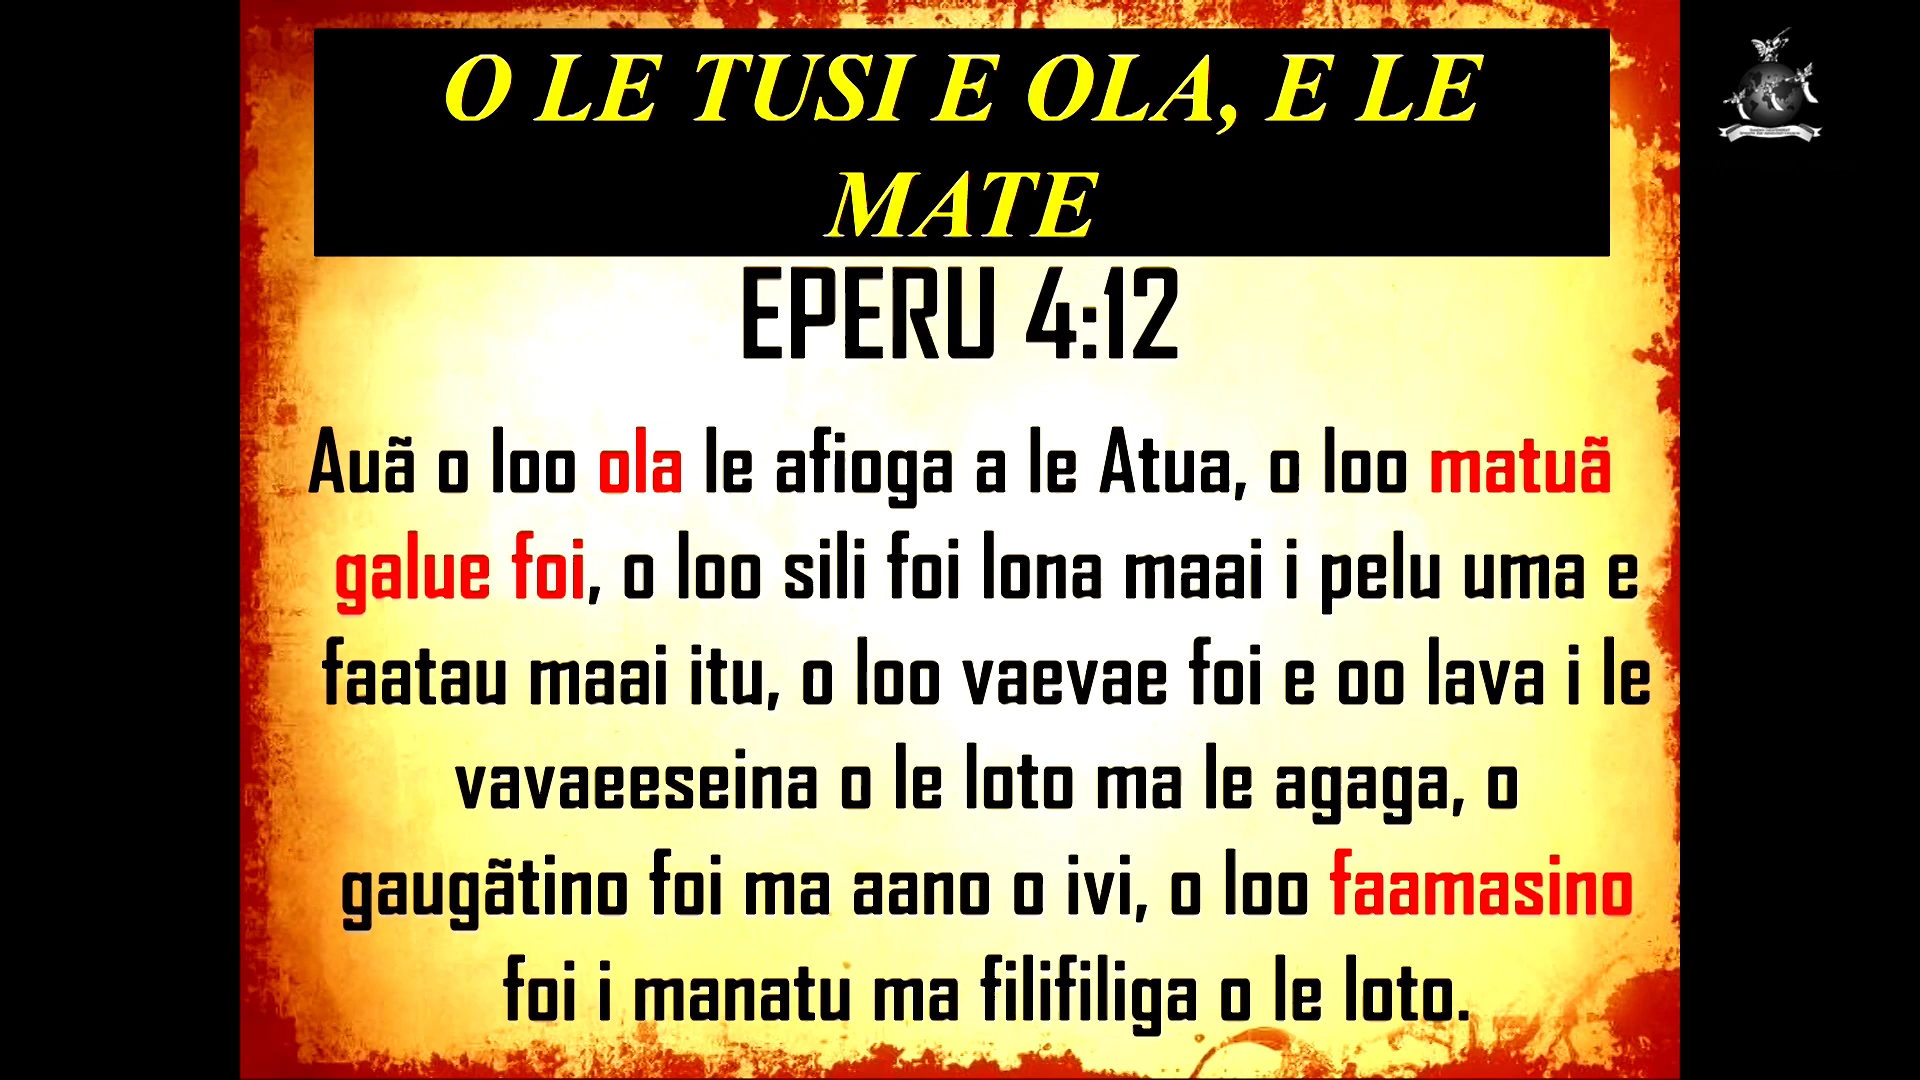 O LE TUSI E OLA, E LE
MATE
EPERU 4:12
Auã o loo ola le afioga a le Atua, o loo matuã
galue foi, o loo sili foi lona maai i pelu uma e
faatau maai itu, o loo vaevae foi e oo lava i le
vavaeeseina o le loto ma le agaga, o
gaugãtino foi ma aano o ivi, o loo faamasino
foi i manatu ma filifiliga o le loto.